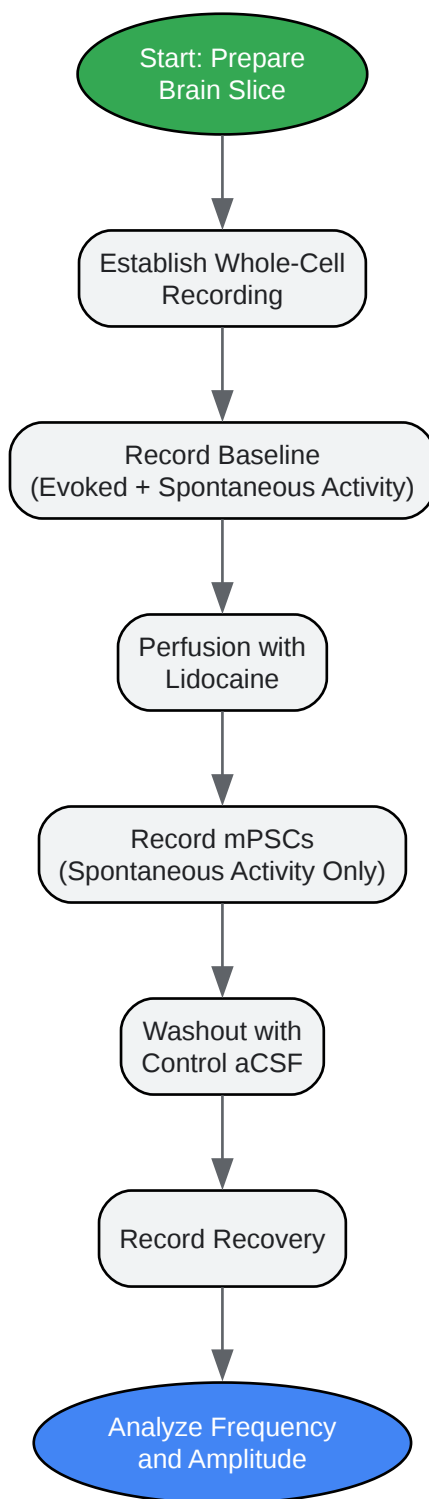 Start: Prepare
Brain Slice
Establish Whole-Cell
Recording
Record Baseline
(Evoked + Spontaneous Activity)
Perfusion with
Lidocaine
Record mPSCs
(Spontaneous Activity Only)
Washout with
Control aCSF
Record Recovery
Analyze Frequency
and Amplitude